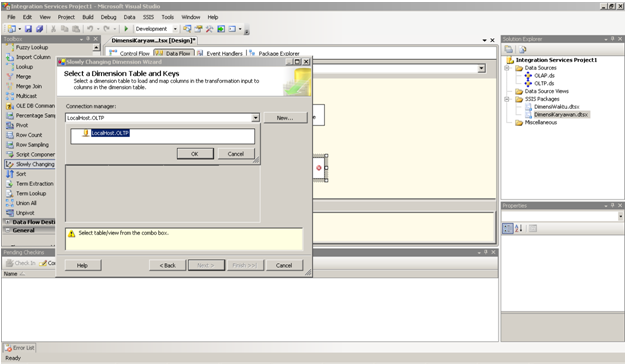 Integration Services Project1 - Microsoft Visual Studio
File Edit View Project Build Debug Data SSIS Tools Window Help
Development
Toolbox
Fuzzy Lookup
Import Column
Lookup
Merge
Merge Join
Multicast
OLE DB Comman
Percentage Sam
Pivot
Row Count
Row Sampling
Script Componer
Slowly Changing
Sort
Term Extraction
Term Lookup
Union All
Unpivot
Data Flow Desti
General
DimensiKaryaw....tsx [Design]*
Control Flow Data Flow Event Handlers Package Explorer
Slowly Changing Dimension Wizard
Select a Dimension Table and Keys
Select a dimension table to load and map columns in the transformation input to
columns in the dimension table.
Connection manager:
LocalHost.OLTP
New...
LocalHost.OLTP
OK Cancel
Select table/view from the combo box.
Help < Back Next > Finish >>| Cancel
Solution Explorer
Integration Services Project1
Data Sources
OLAP.ds
OLTP.ds
Data Source Views
SSIS Packages
DimensiWaktu.dtsx
DimensiKaryawan.dtsx
Miscellaneous
Properties
Pending Checkins
Check In
Name
Error List
Ready